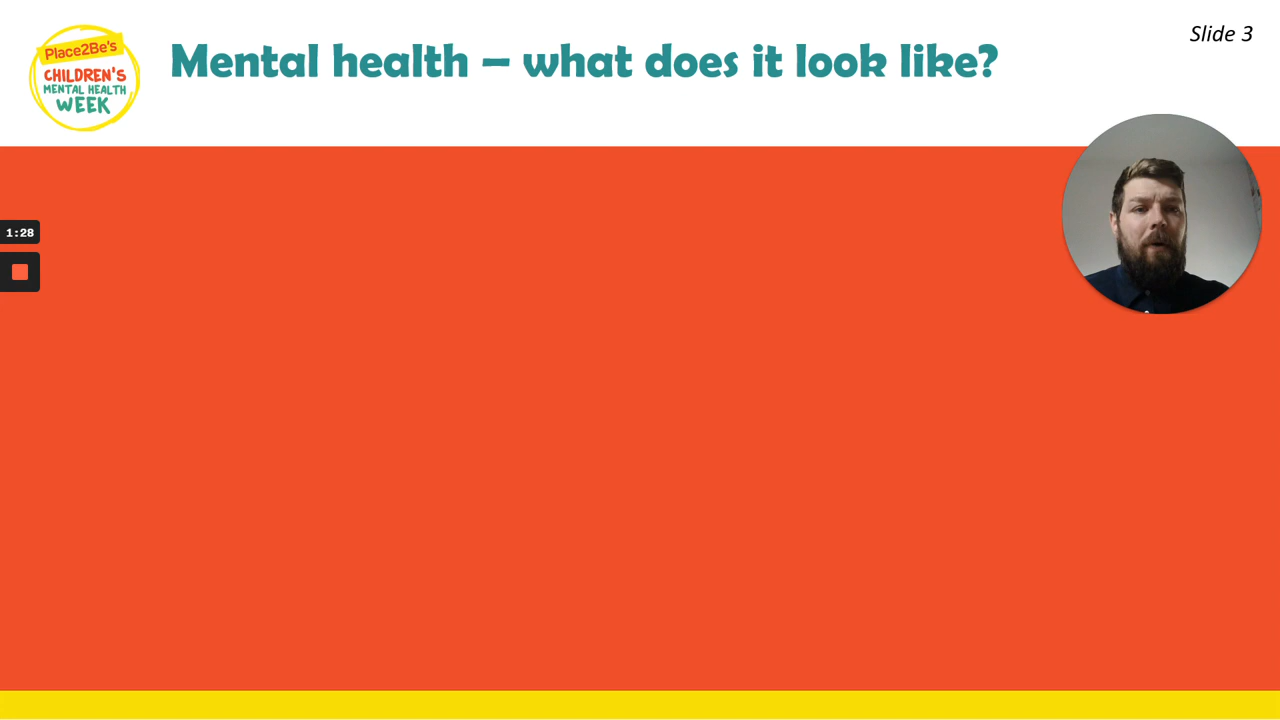 Slide 3
Place2Be's
CHILDREN'S
MENTAL HEALTH
WEEK
Mental health – what does it look like?
1:28